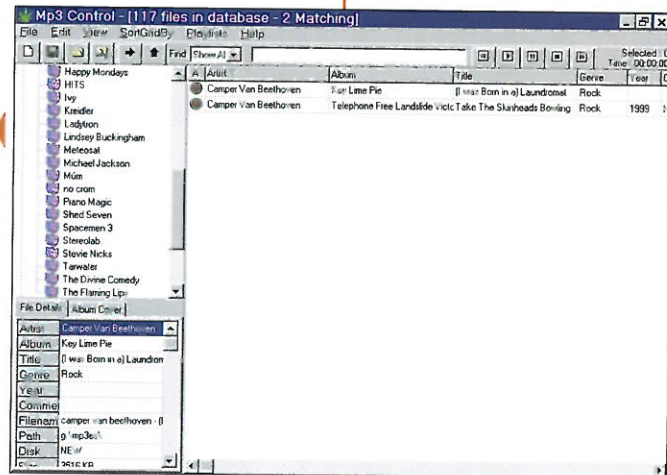 Mp3 Control - [117 files in database - 2 Matching]
File Edit View SortGridBy Playlists Help
Find Show All Selected : 0
Time 00:00:00
Happy Mondays
HITS
Ivy
Kreidler
Ladytron
Lindsey Buckingham
Meteosat
Michael Jackson
Múm
no crom
Piano Magic
Shed Seven
Spacemen 3
Stereolab
Stevie Nicks
Tarwater
The Divine Comedy
The Flaming Lips
A Artist Album Title Genre Year
Camper Van Beethoven Key Lime Pie (I was Born in a) Laundromat Rock
Camper Van Beethoven Telephone Free Landslide Victo Take The Skinheads Bowling Rock 1999
File Details Album Cover
Artist Camper Van Beethoven
Album Key Lime Pie
Title (I was Born in a) Laundrom
Genre Rock
Year
Comme
Filenam camper van beethoven - (I
Path g:\mp3es\
Disk NEW
3516 KB